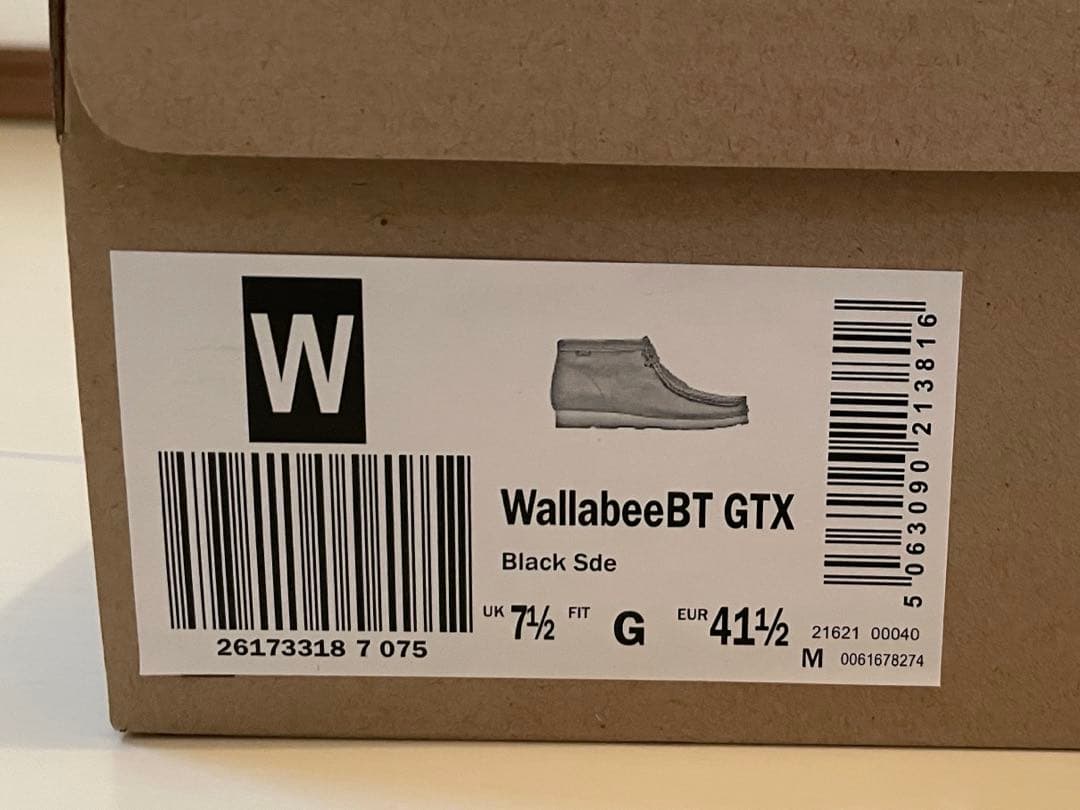 W
26173318 7 075
WallabeeBT GTX
Black Sde
UK 7½ FIT G EUR 41½
21621 00040
M 0061678274
5 063090 213816